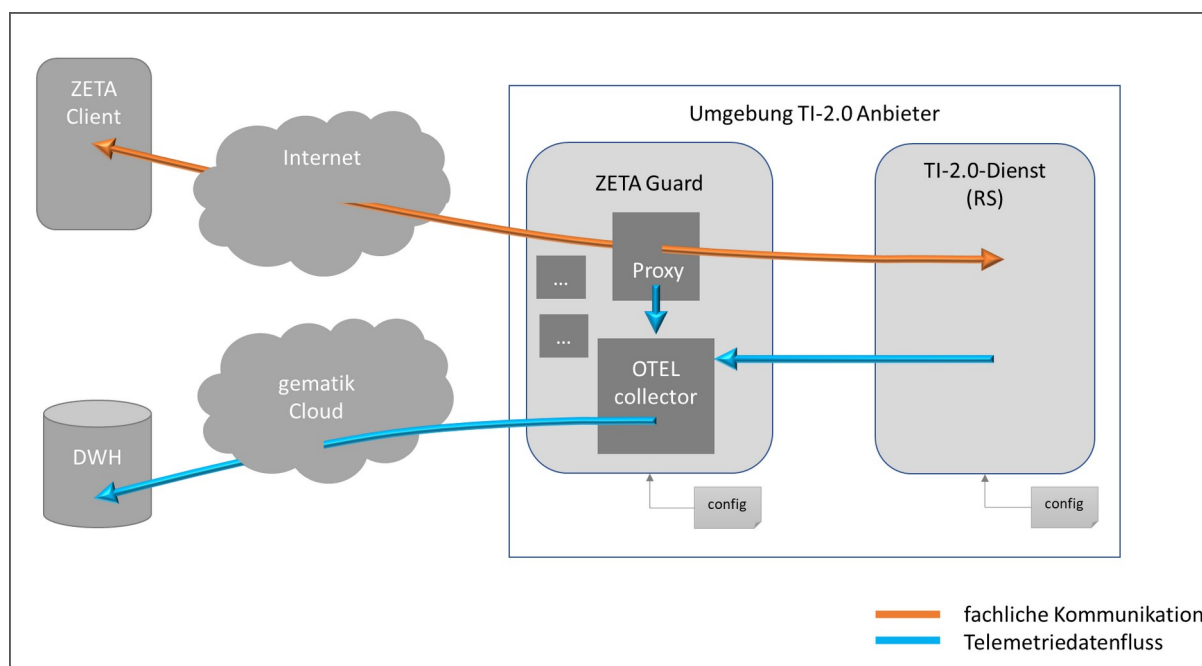 ZETA
Client
Internet
Umgebung TI-2.0 Anbieter
ZETA Guard
TI-2.0-Dienst
(RS)
Proxy
...
...
OTEL
collector
gematik
Cloud
DWH
config
config
fachliche Kommunikation
Telemetriedatenfluss